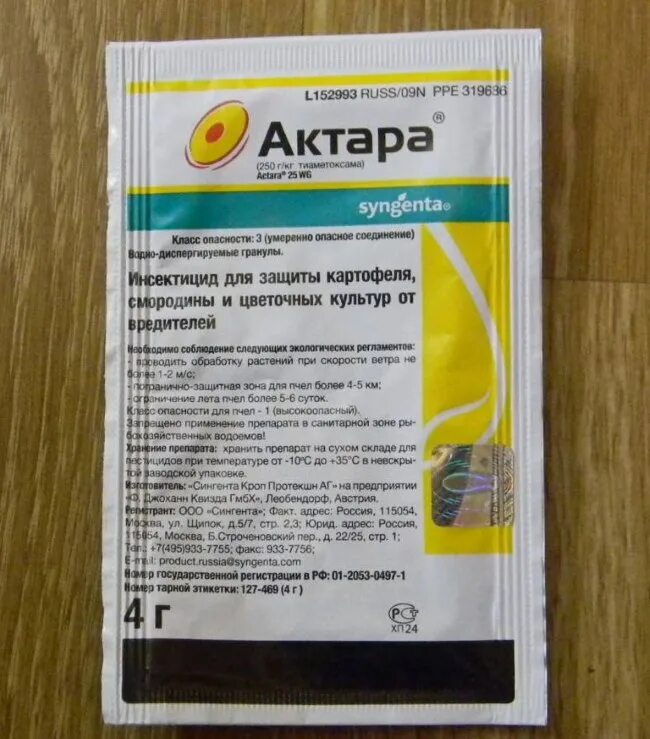 L152993 RUSS/09N PPE 319686
Актара®
(250 г/кг тиаметоксама)
Actara® 25 WG
syngenta®
Класс опасности: 3 (умеренно опасное соединение)
Водно-диспергируемые гранулы.
Инсектицид для защиты картофеля,
смородины и цветочных культур от
вредителей
Необходимо соблюдение следующих экологических регламентов:
- проводить обработку растений при скорости ветра не
более 1-2 м/с;
- погранично-защитная зона для пчел более 4-5 км;
- ограничение лета пчел более 5-6 суток.
Класс опасности для пчел - 1 (высокоопасный).
Запрещено применение препарата в санитарной зоне ры-
бохозяйственных водоемов!
Хранение препарата: хранить препарат на сухом складе для
пестицидов при температуре от -10°С до +35°С в невскры-
той заводской упаковке.
Изготовитель: «Сингента Кроп Протекшн АГ» на предприятии
«Ф. Джоханн Квизда ГмбХ», Леобендорф, Австрия.
Регистрант: ООО «Сингента»; Факт. адрес: Россия, 115054,
Москва, ул. Щипок, д.5/7, стр. 2,3; Юрид. адрес: Россия,
115054, Москва, Б.Строченовский пер., д. 22/25, стр. 1;
Тел.: +7(495)933-7755; факс: 933-7756;
E-mail: product.russia@syngenta.com
Номер государственной регистрации в РФ: 01-2053-0497-1
Номер тарной этикетки: 127-469 (4 г)
4 г
РСТ
ХП24